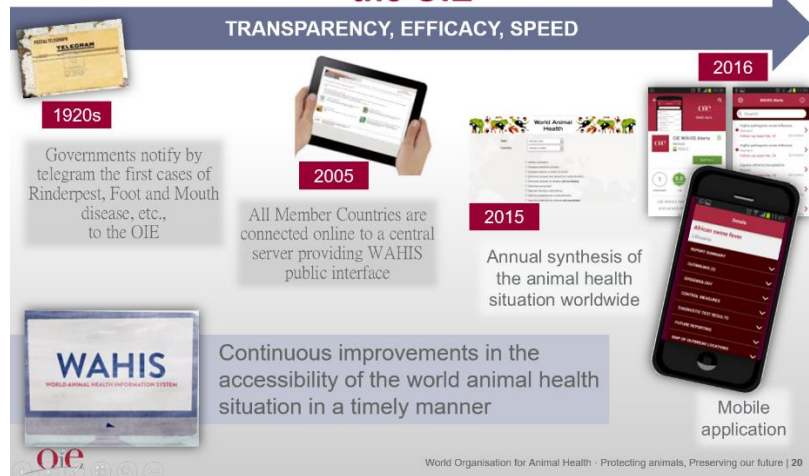 the OIE
TRANSPARENCY, EFFICACY, SPEED
TELEGRAM
1920s
Governments notify by
telegram the first cases of
Rinderpest, Foot and Mouth
disease, etc.,
to the OIE
2005
All Member Countries are
connected online to a central
server providing WAHIS
public interface
World Animal
Health
2015
Annual synthesis of
the animal health
situation worldwide
2016
OIE WAHIS Alerts
WAHIS Alerts
Details
African swine fever
Lithuania
REPORT SUMMARY
OUTBREAKS (2)
EPIDEMIOLOGY
CONTROL MEASURES
DIAGNOSTIC TEST RESULTS
FUTURE REPORTING
MAP OF OUTBREAK LOCATIONS
Mobile
application
WAHIS
WORLD ANIMAL HEALTH INFORMATION SYSTEM
Continuous improvements in the
accessibility of the world animal health
situation in a timely manner
Oie
World Organisation for Animal Health · Protecting animals, Preserving our future | 20